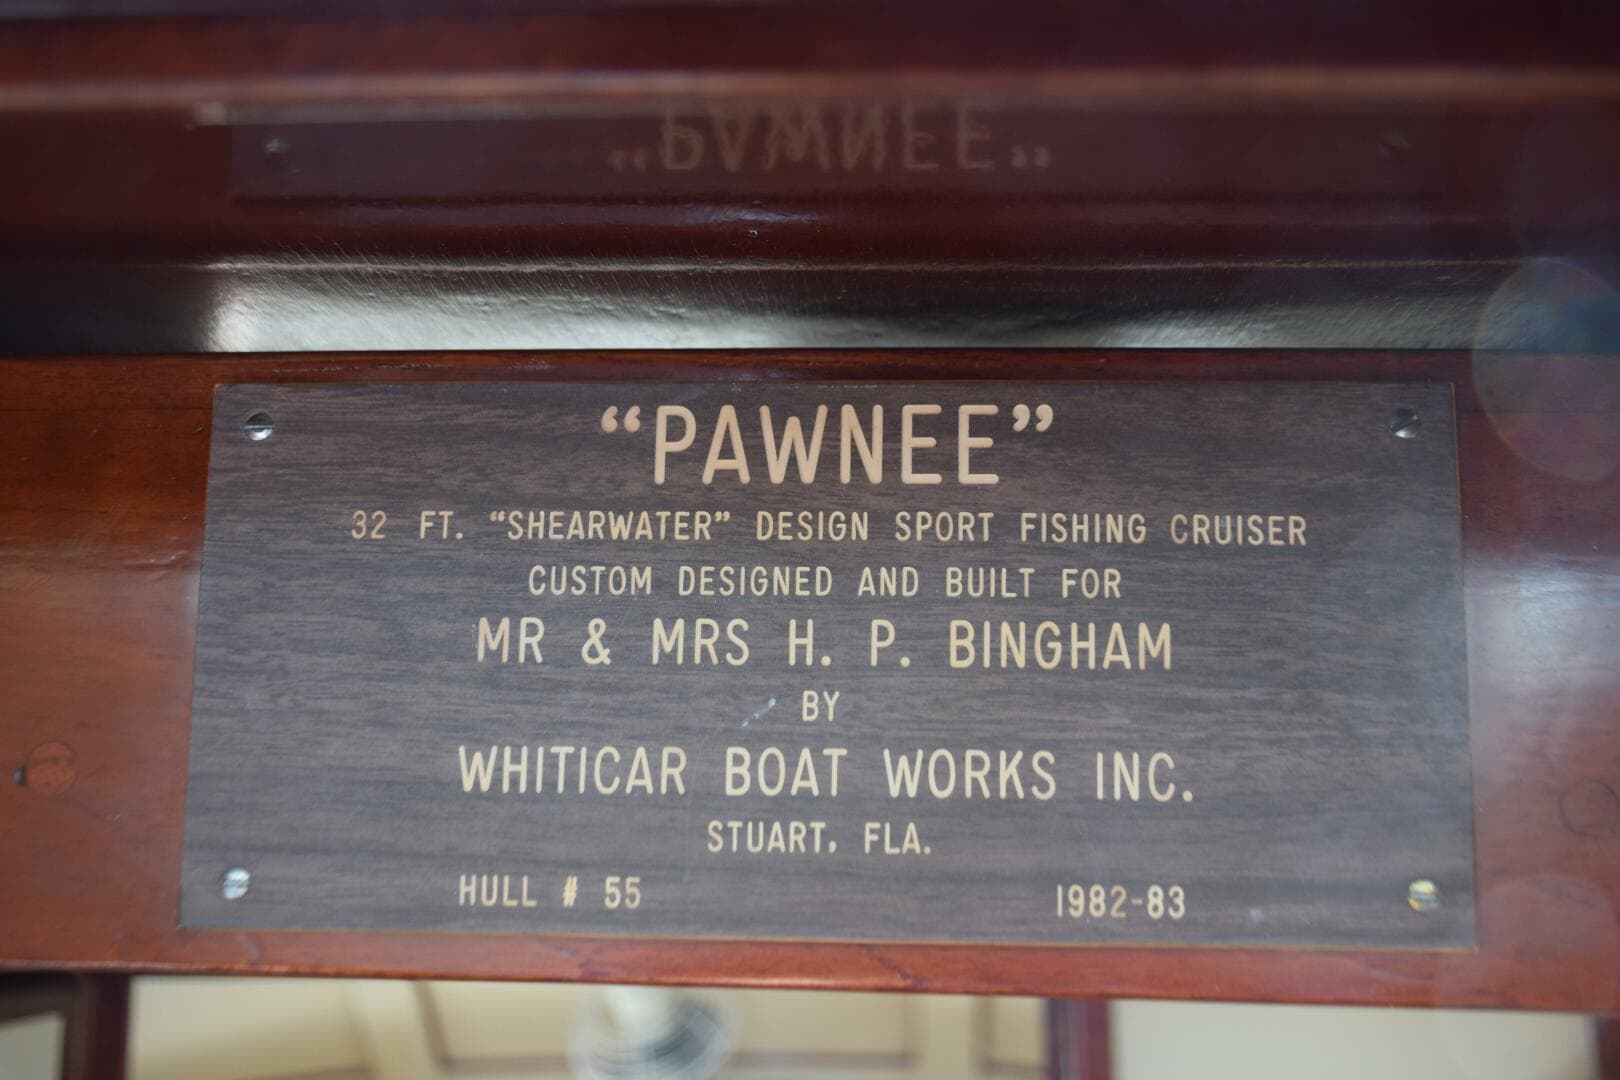 “PAWNEE”
32 FT. “SHEARWATER” DESIGN SPORT FISHING CRUISER
CUSTOM DESIGNED AND BUILT FOR
MR & MRS H. P. BINGHAM
BY
WHITICAR BOAT WORKS INC.
STUART, FLA.
HULL # 55 1982-83